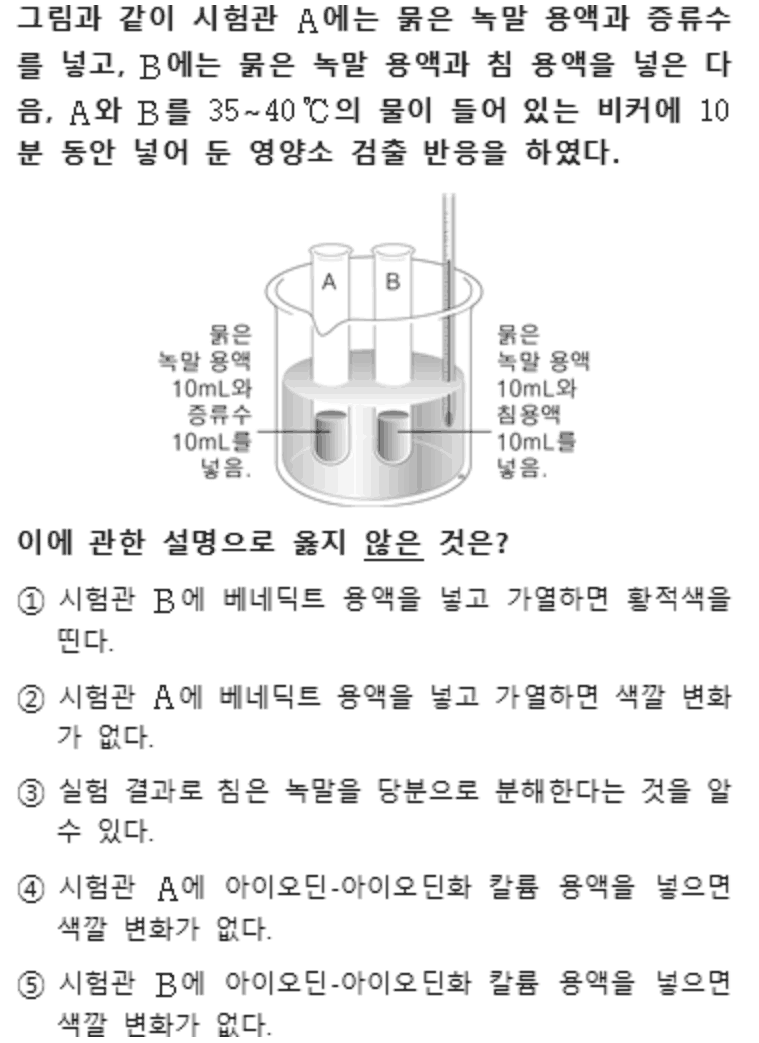 그림과 같이 시험관 A에는 묽은 녹말 용액과 증류수
를 넣고, B에는 묽은 녹말 용액과 침 용액을 넣은 다
음, A와 B를 35~40℃의 물이 들어 있는 비커에 10
분 동안 넣어 둔 영양소 검출 반응을 하였다.
A
B
묽은
녹말 용액
10mL와
증류수
10mL를
넣음.
묽은
녹말 용액
10mL와
침용액
10mL를
넣음.
이에 관한 설명으로 옳지 않은 것은?
① 시험관 B에 베네딕트 용액을 넣고 가열하면 황적색을
띤다.
② 시험관 A에 베네딕트 용액을 넣고 가열하면 색깔 변화
가 없다.
③ 실험 결과로 침은 녹말을 당분으로 분해한다는 것을 알
수 있다.
④ 시험관 A에 아이오딘-아이오딘화 칼륨 용액을 넣으면
색깔 변화가 없다.
⑤ 시험관 B에 아이오딘-아이오딘화 칼륨 용액을 넣으면
색깔 변화가 없다.